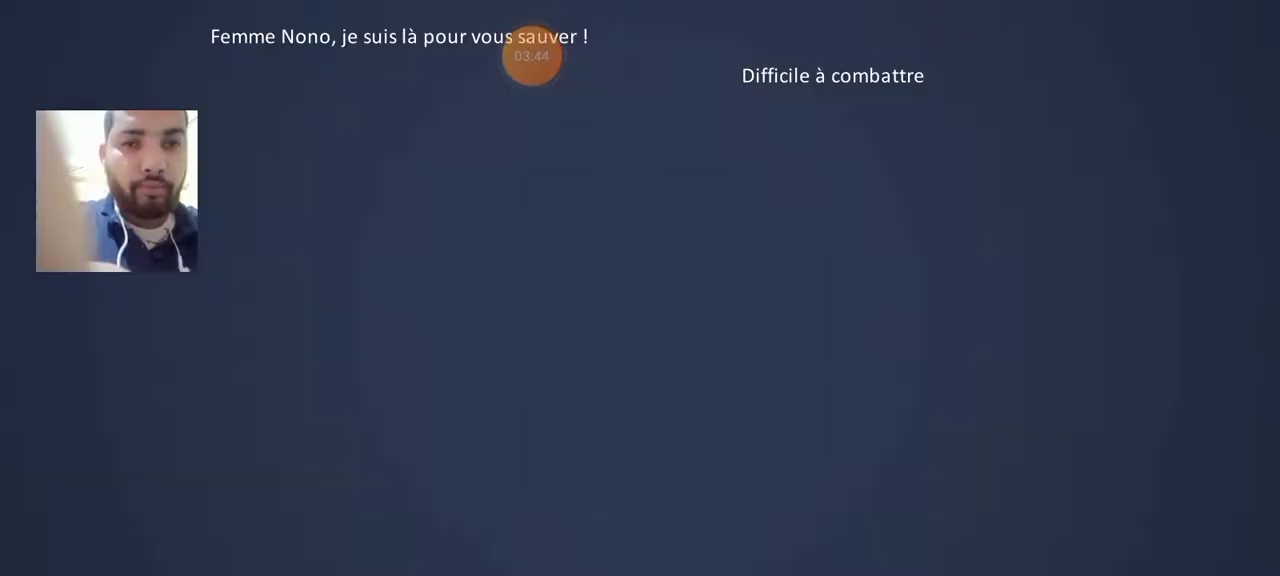 Femme Nono, je suis là pour vous sauver !
03:44
Difficile à combattre